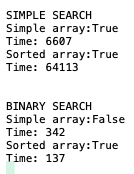 SIMPLE SEARCH
Simple array:True
Time: 6607
Sorted array:True
Time: 64113
BINARY SEARCH
Simple array:False
Time: 342
Sorted array:True
Time: 137